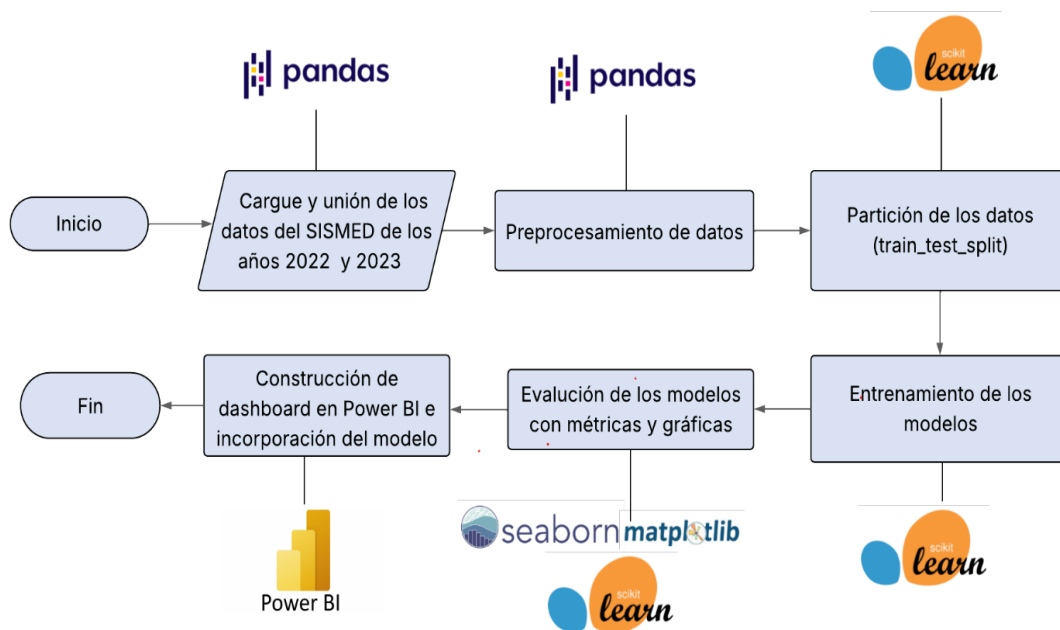 pandas
pandas
scikit
learn
Inicio
Cargue y unión de los
datos del SISMED de los
años 2022 y 2023
Preprocesamiento de datos
Partición de los datos
(train_test_split)
Fin
Construcción de
dashboard en Power BI e
incorporación del modelo
Evalución de los modelos
con métricas y gráficas
Entrenamiento de los
modelos
Power BI
seaborn
matplotlib
scikit
learn
scikit
learn